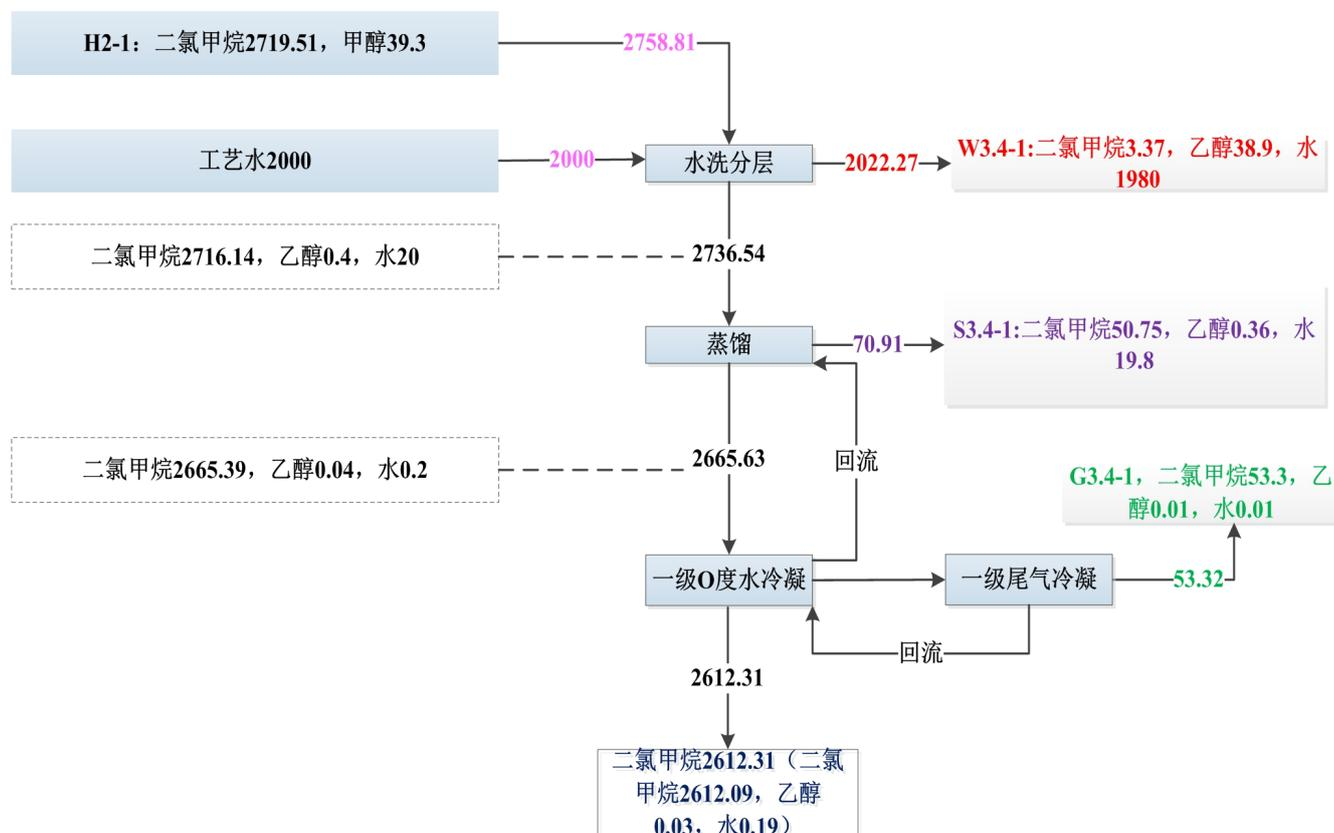 H2-1：二氯甲烷2719.51，甲醇39.3
2758.81
工艺水2000
2000
水洗分层
2022.27
W3.4-1:二氯甲烷3.37，乙醇38.9，水
1980
二氯甲烷2716.14，乙醇0.4，水20
2736.54
蒸馏
70.91
S3.4-1:二氯甲烷50.75，乙醇0.36，水
19.8
二氯甲烷2665.39，乙醇0.04，水0.2
2665.63
回流
G3.4-1，二氯甲烷53.3，乙
醇0.01，水0.01
一级O度水冷凝
一级尾气冷凝
53.32
回流
2612.31
二氯甲烷2612.31（二氯
甲烷2612.09，乙醇
0.03，水0.19）